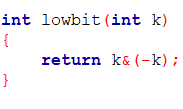 int lowbit(int k)
{
    return k&(-k);
}